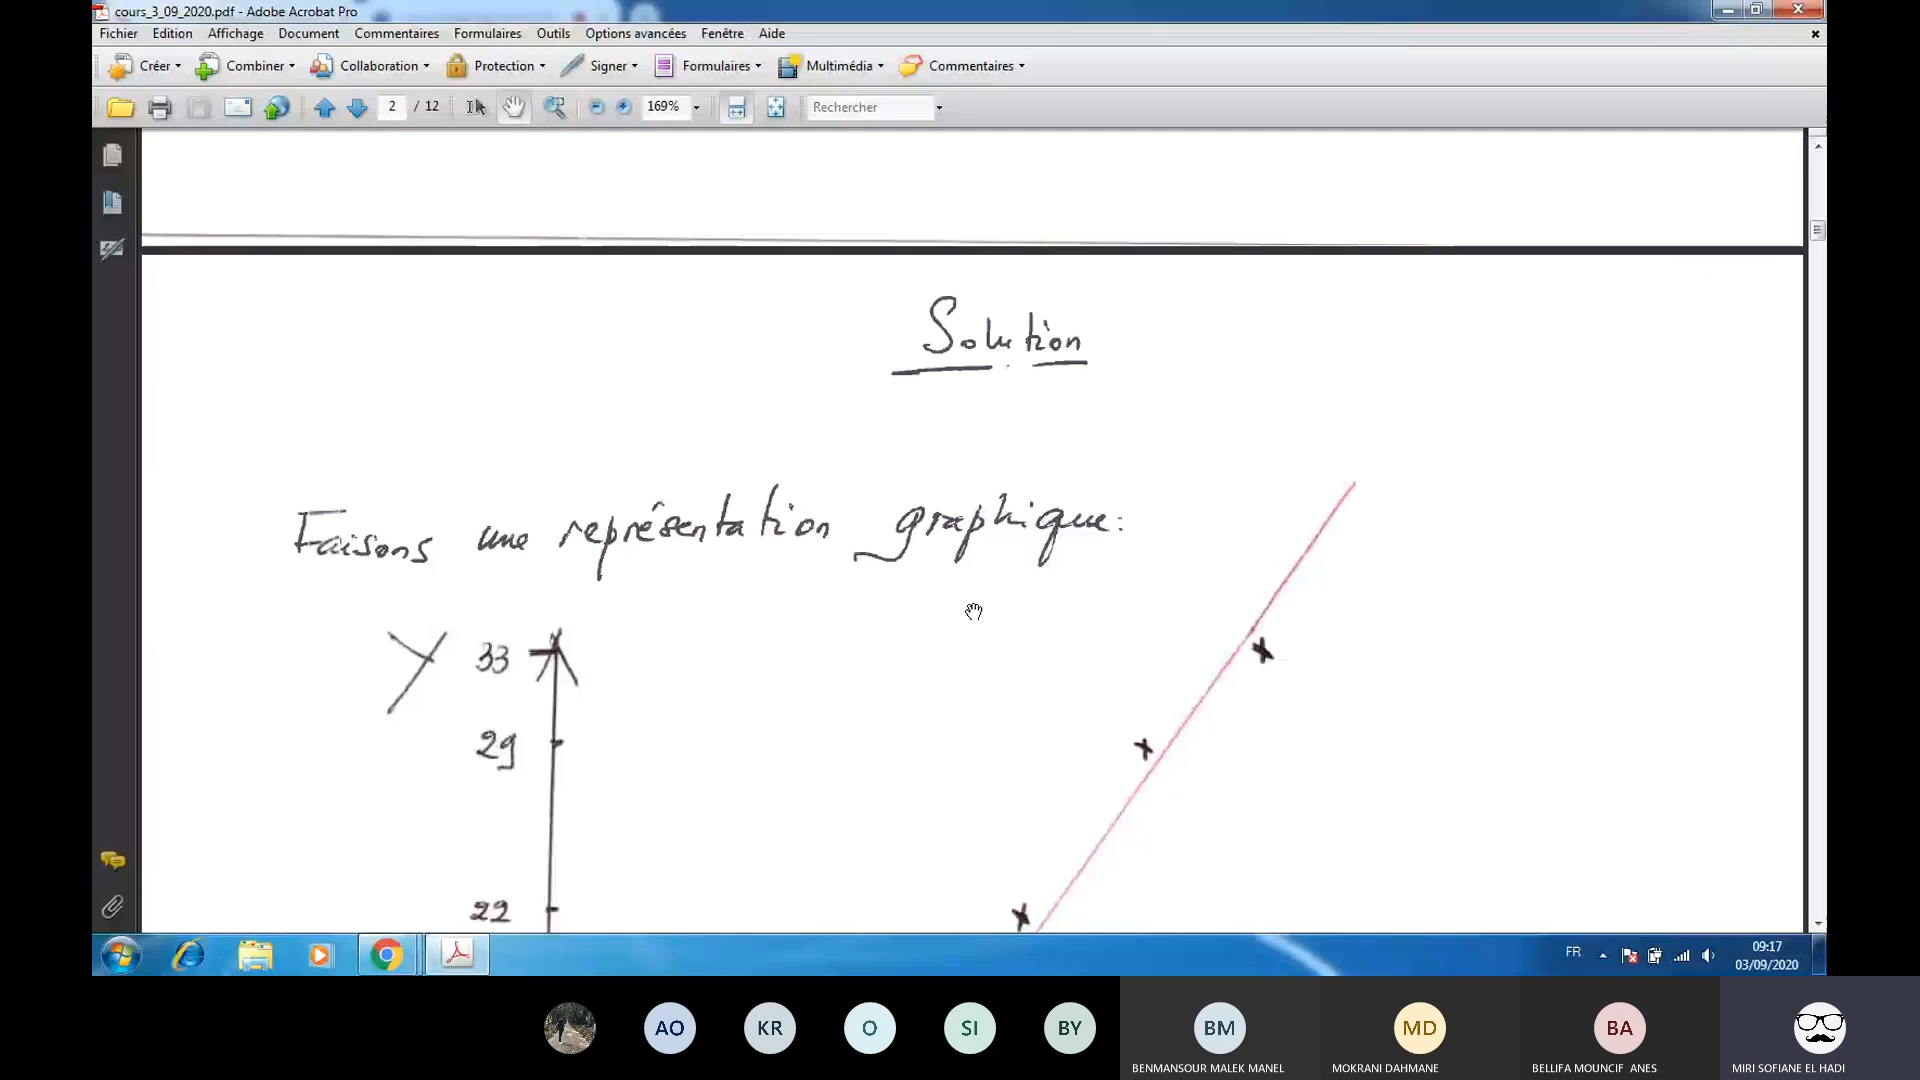 cours_3_09_2020.pdf - Adobe Acrobat Pro
Fichier Edition Affichage Document Commentaires Formulaires Outils Options avancées Fenêtre Aide
Créer Combiner Collaboration Protection Signer Formulaires Multimédia Commentaires
2 / 12 169% Rechercher
Solution
Faisons une représentation graphique:
Y 33
29
22
FR 09:17
03/09/2020
AO KR O SI BY BM MD BA
BENMANSOUR MALEK MANEL MOKRANI DAHMANE BELLIFA MOUNCIF ANES MIRI SOFIANE EL HADI